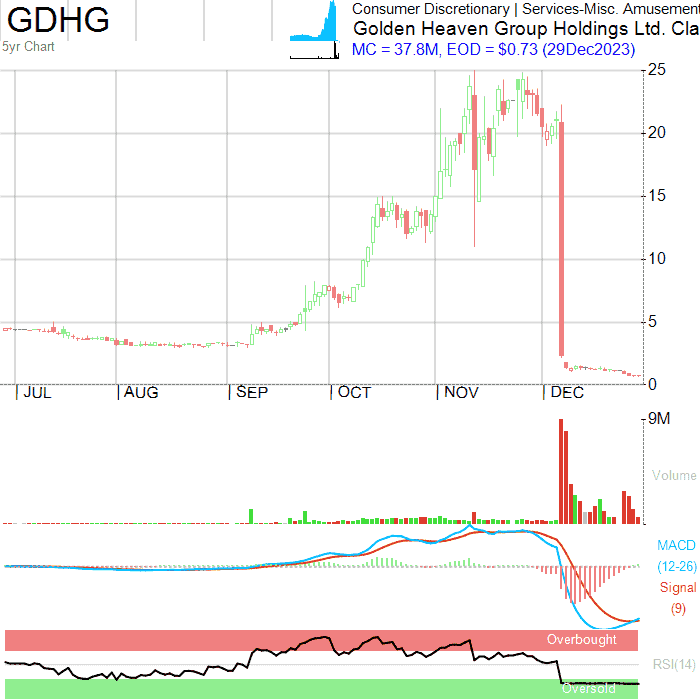 GDHG
5yr Chart
Consumer Discretionary | Services-Misc. Amusement
Golden Heaven Group Holdings Ltd. Cla
MC = 37.8M, EOD = $0.73 (29Dec2023)
25
20
15
10
5
0
JUL AUG SEP OCT NOV DEC
9M
Volume
MACD
(12-26)
Signal
(9)
Overbought
RSI(14)
Oversold